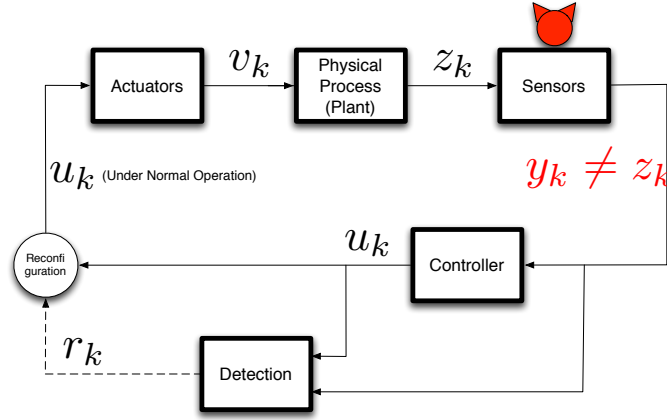 v_k
z_k
Actuators
Physical
Process
(Plant)
Sensors
u_k (Under Normal Operation)
y_k ≠ z_k
u_k
Reconfi
guration
Controller
r_k
Detection